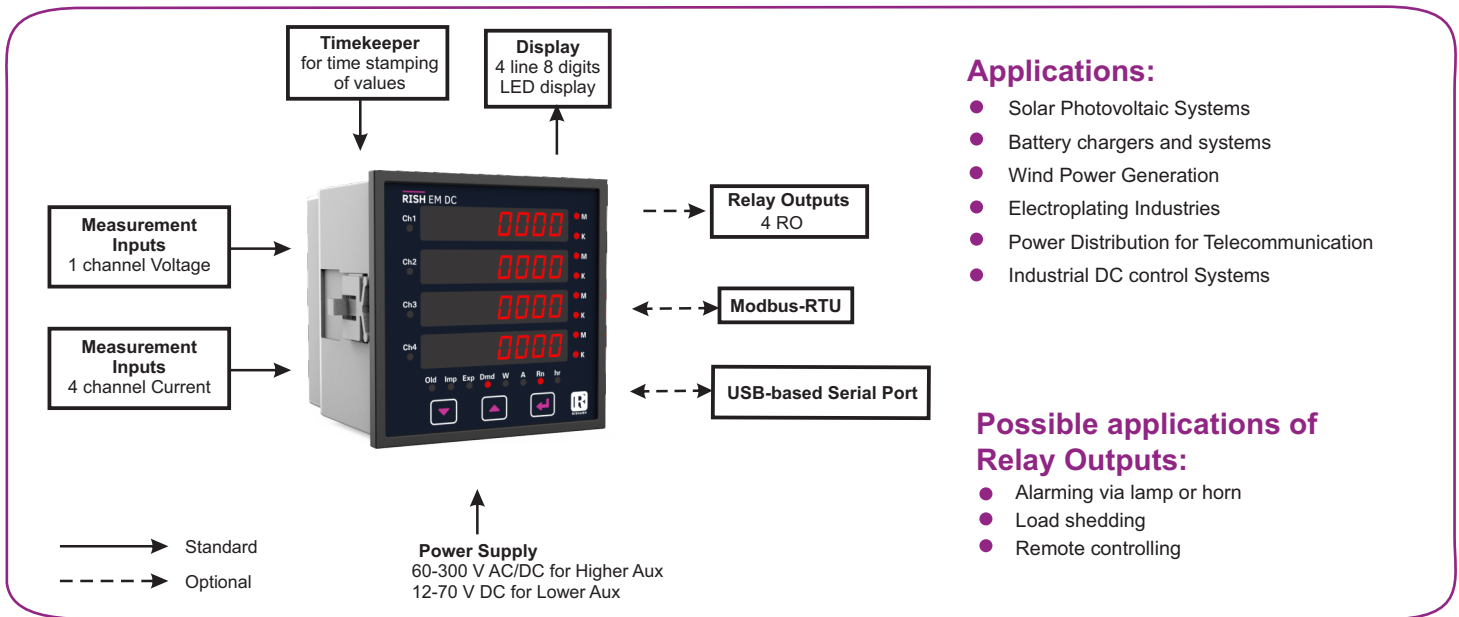 Timekeeper
for time stamping
of values
Display
4 line 8 digits
LED display
Measurement
Inputs
1 channel Voltage
Measurement
Inputs
4 channel Current
RISH EM DC
Ch1
0000
M
K
Ch2
0000
M
K
Ch3
0000
M
K
Ch4
0000
M
K
Old Imp Exp Dmd W A Rn hr
Relay Outputs
4 RO
Modbus-RTU
USB-based Serial Port
Power Supply
60-300 V AC/DC for Higher Aux
12-70 V DC for Lower Aux
Standard
Optional
Applications:
Solar Photovoltaic Systems
Battery chargers and systems
Wind Power Generation
Electroplating Industries
Power Distribution for Telecommunication
Industrial DC control Systems
Possible applications of
Relay Outputs:
Alarming via lamp or horn
Load shedding
Remote controlling